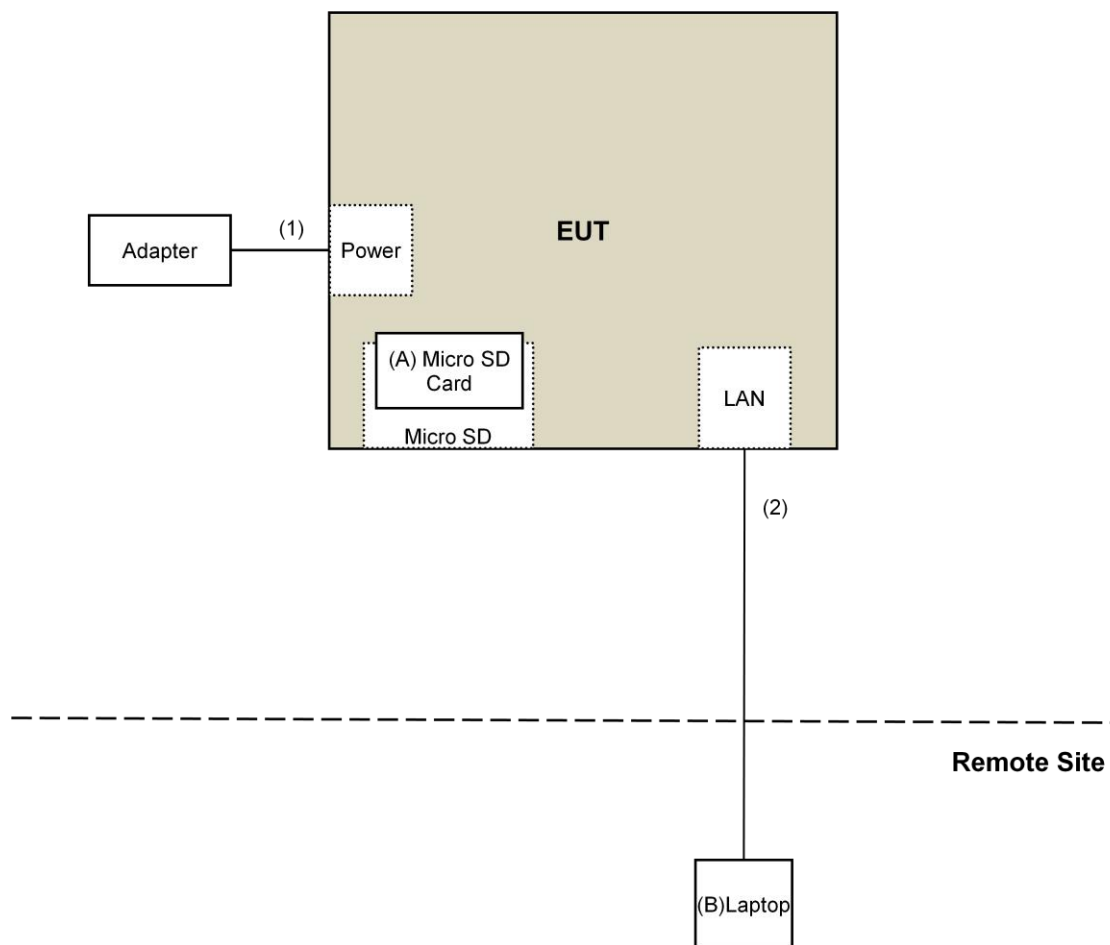 EUT
(1)
Adapter
Power
(A) Micro SD
Card
Micro SD
LAN
(2)
Remote Site
(B)Laptop